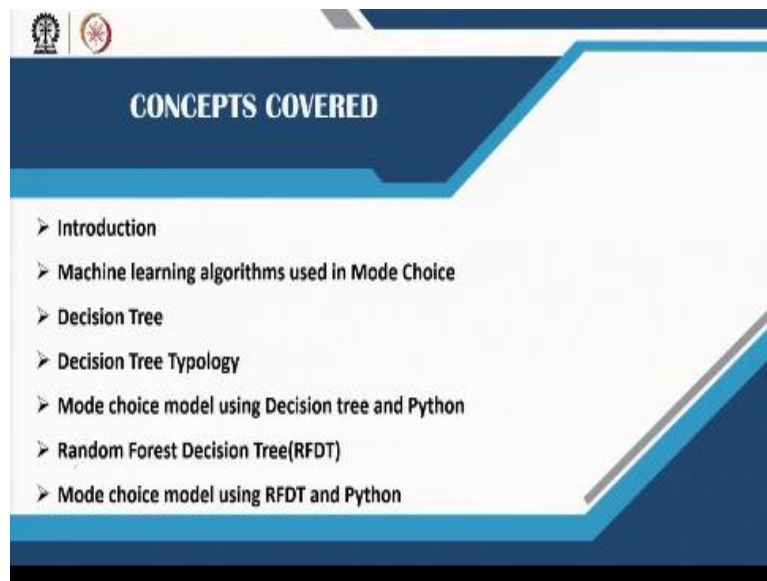 CONCEPTS COVERED
➢ Introduction
➢ Machine learning algorithms used in Mode Choice
➢ Decision Tree
➢ Decision Tree Typology
➢ Mode choice model using Decision tree and Python
➢ Random Forest Decision Tree(RFDT)
➢ Mode choice model using RFDT and Python